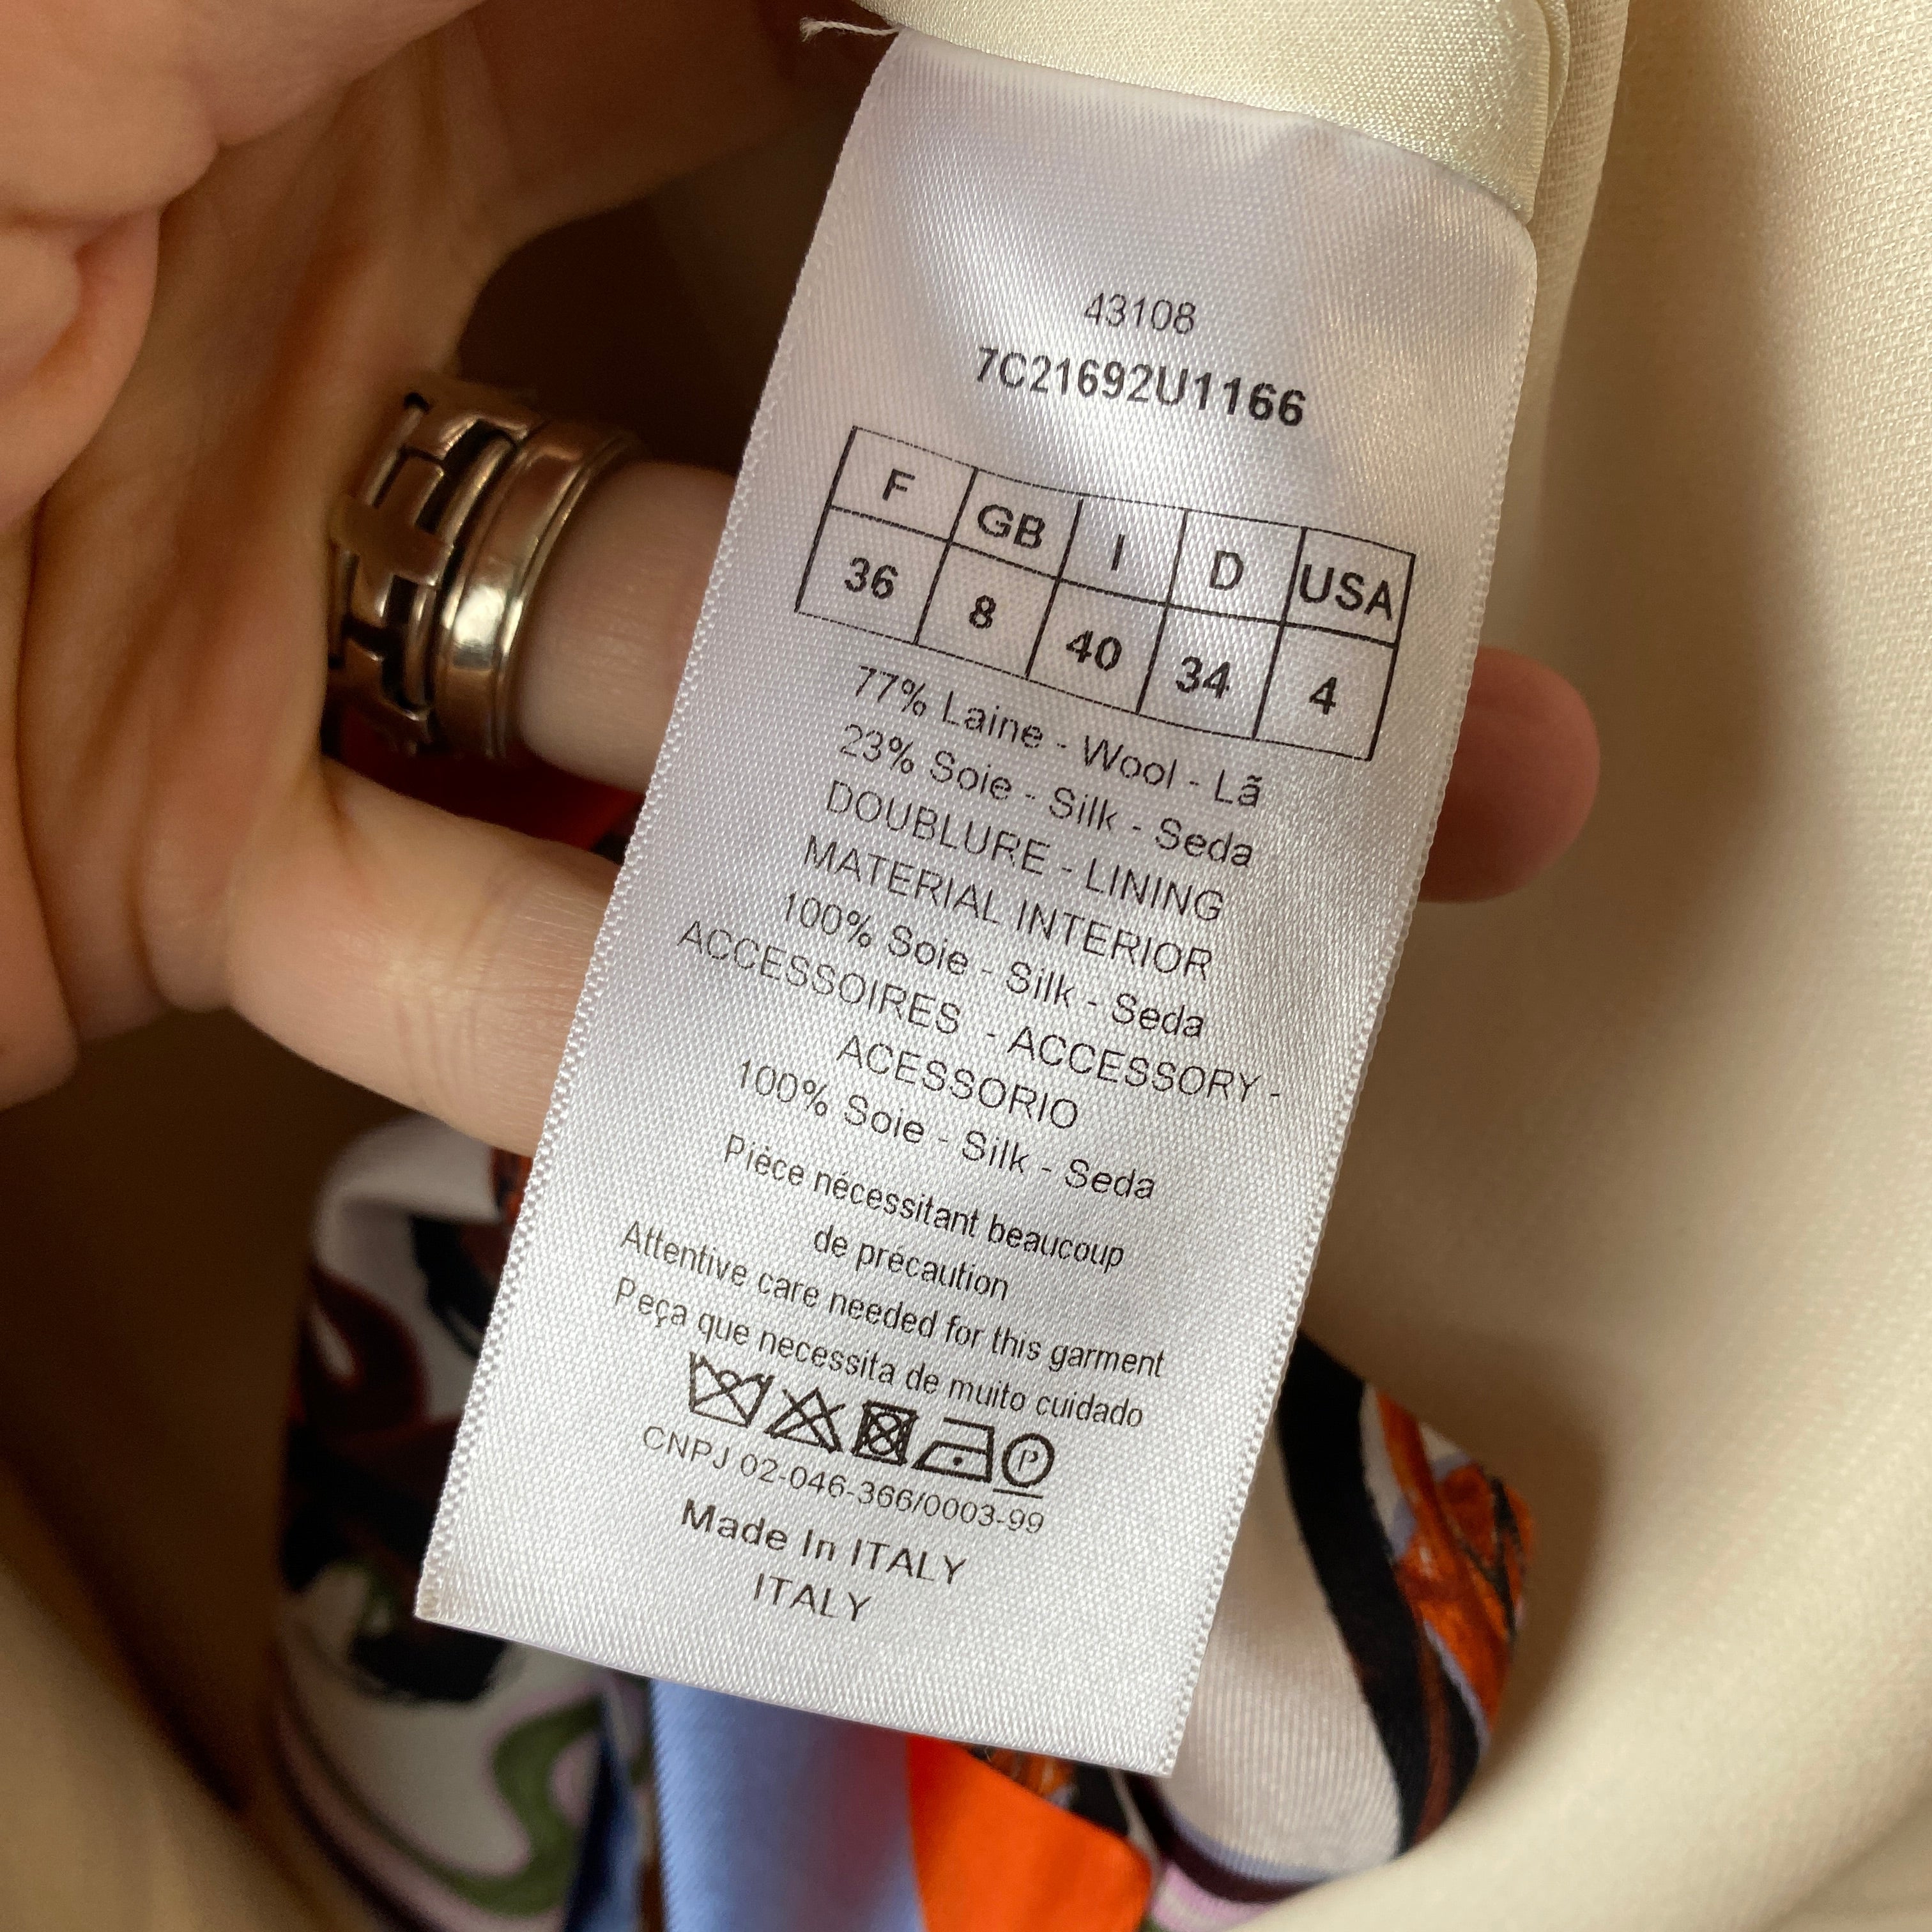 43108
7C21692U1166
F GB I D USA
36 8 40 34 4
77% Laine - Wool - Lã
23% Soie - Silk - Seda
DOUBLURE - LINING
MATERIAL INTERIOR
100% Soie - Silk - Seda
ACCESSOIRES - ACCESSORY -
ACESSORIO
100% Soie - Silk - Seda
Pièce nécessitant beaucoup
de précaution
Attentive care needed for this garment
Peça que necessita de muito cuidado
P
CNPJ 02-046-366/0003-99
Made In ITALY
ITALY